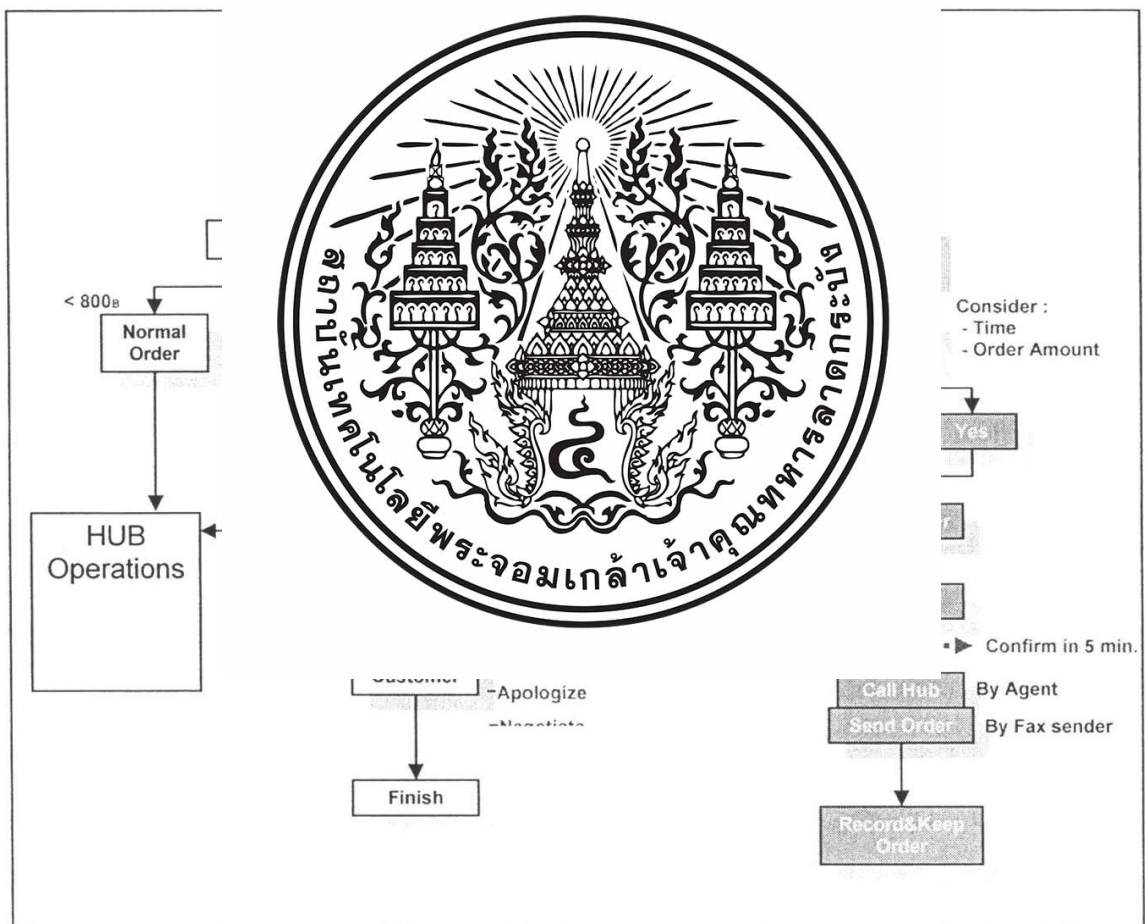 สถาบันเทคโนโลยีพระจอมเกล้าเจ้าคุณทหารลาดกระบัง
๔
< 800B
Normal
Order
Consider :
- Time
- Order Amount
Yes
HUB
Operations
Confirm in 5 min.
Customer
-Apologize
-Negotiate
Call Hub
By Agent
Send Order
By Fax sender
Finish
Record&Keep
Order